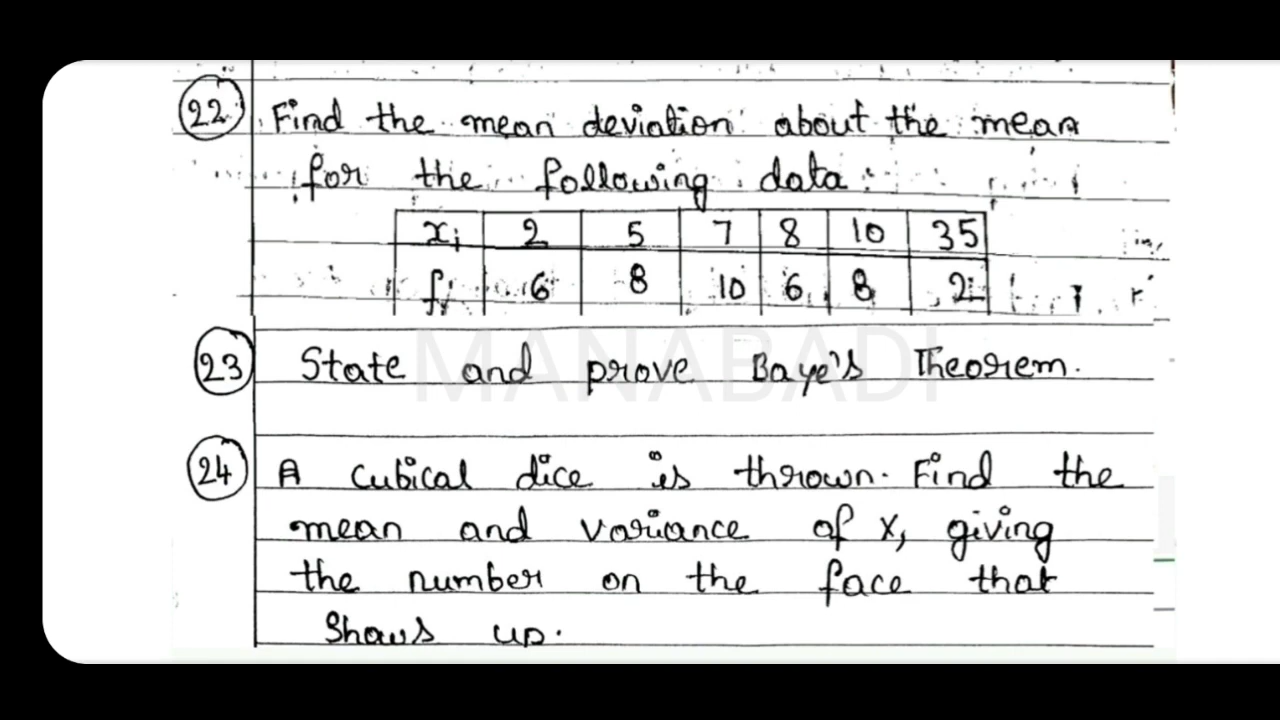 22 Find the mean deviation about the mean
for the following data:
xi 2 5 7 8 10 35
fi 6 8 10 6 8 2
MANABADI
23 State and prove Baye's Theorem.
24 A cubical dice is thrown. Find the
mean and variance of X, giving
the number on the face that
shows up.